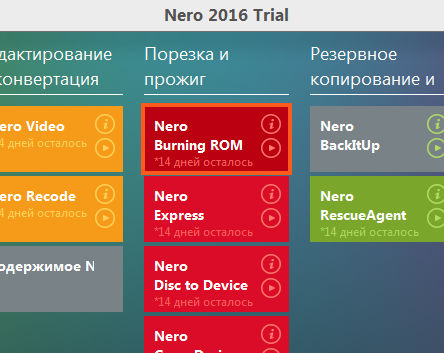 Nero 2016 Trial
дактирование
конвертация
ero Video
14 дней осталось
ero Recode
14 дней осталось
одержимое N
Порезка и
прожиг
Nero
Burning ROM
*14 дней осталось
Nero
Express
*14 дней осталось
Nero
Disc to Device
*14 дней осталось
Nero
Резервное
копирование и
Nero
BackItUp
Nero
RescueAgent
*14 дней осталось